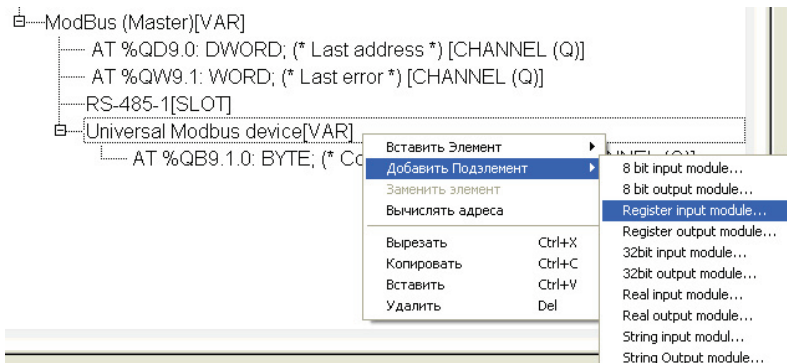 ModBus (Master)[VAR]
AT %QD9.0: DWORD; (* Last address *) [CHANNEL (Q)]
AT %QW9.1: WORD; (* Last error *) [CHANNEL (Q)]
RS-485-1[SLOT]
Universal Modbus device[VAR]
AT %QB9.1.0: BYTE; (* Co
Вставить Элемент
Добавить Подэлемент
Заменить элемент
Вычислять адреса
Вырезать Ctrl+X
Копировать Ctrl+C
Вставить Ctrl+V
Удалить Del
8 bit input module...
8 bit output module...
Register input module...
Register output module...
32bit input module...
32bit output module...
Real input module...
Real output module...
String input modul...
String Output module...